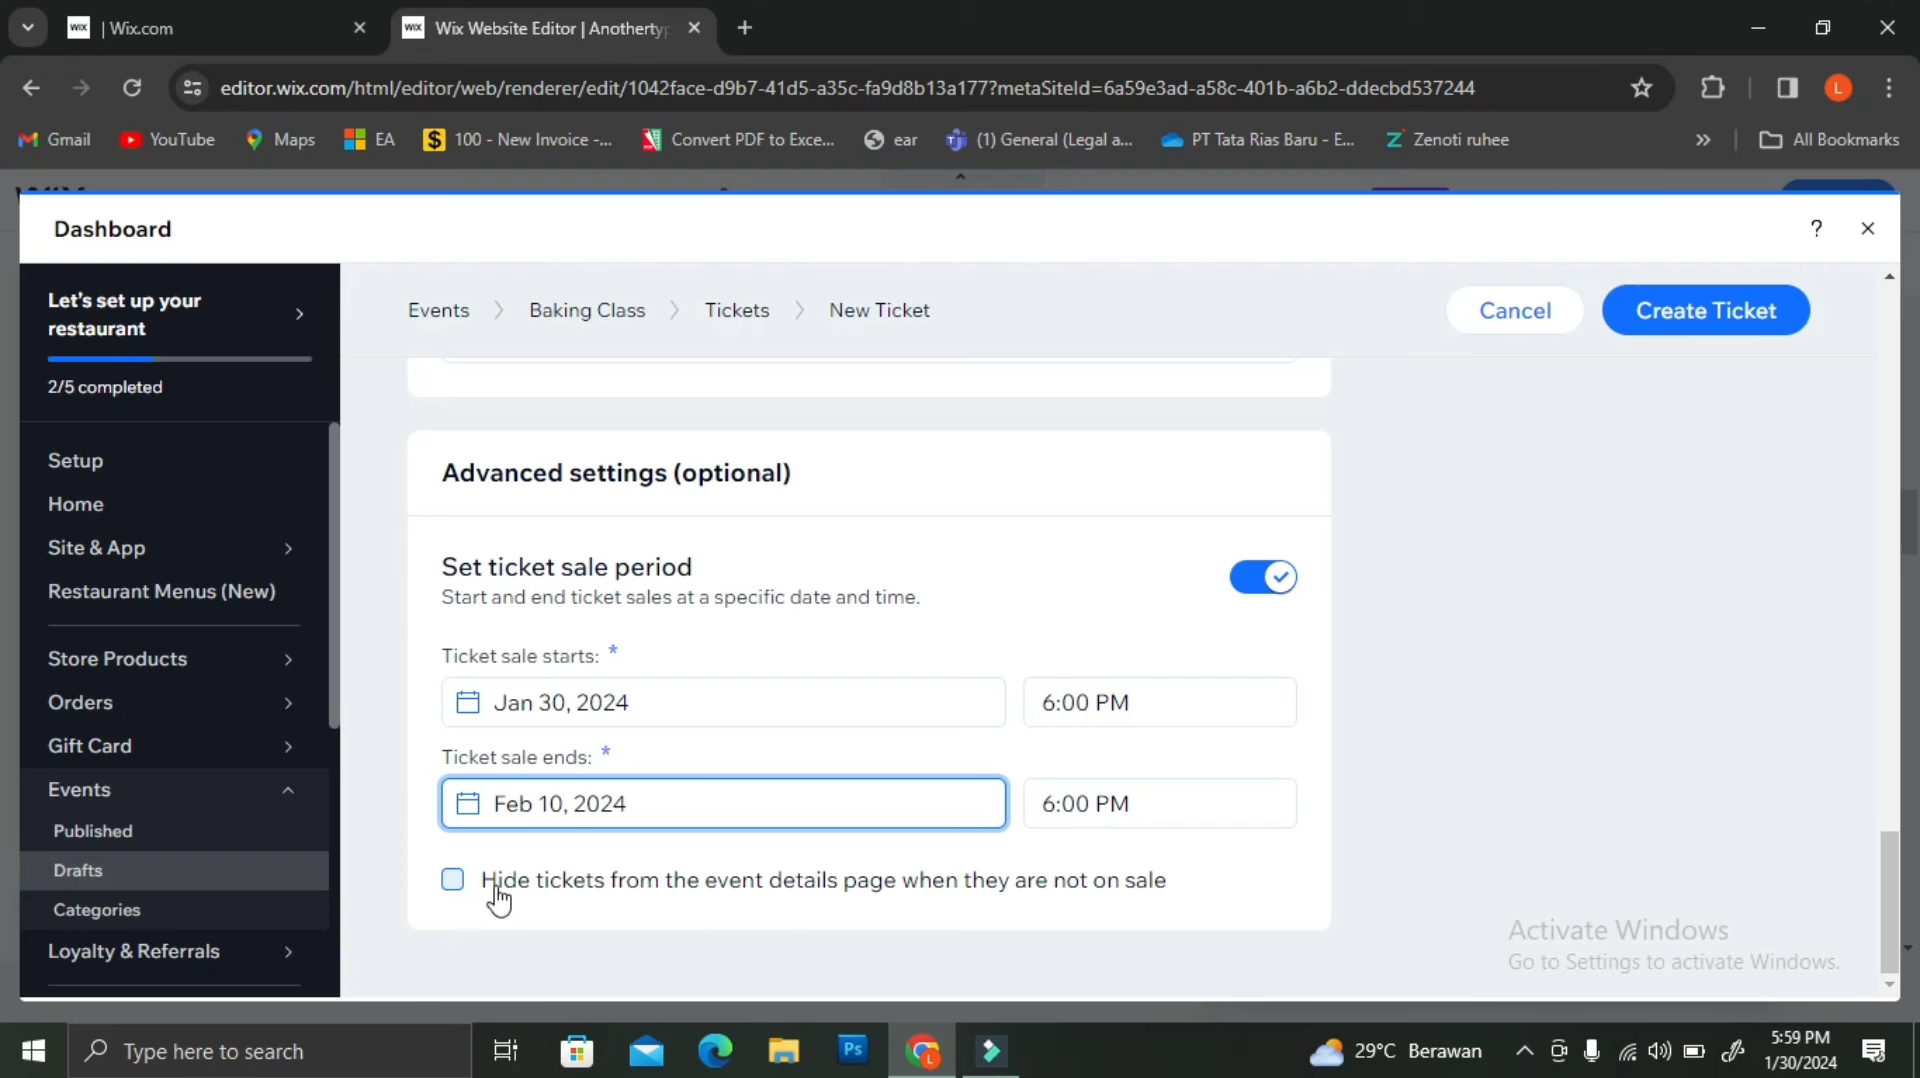 WIX | Wix.com
WIX Wix Website Editor | Anothertyp
editor.wix.com/html/editor/web/renderer/edit/1042face-d9b7-41d5-a35c-fa9d8b13a177?metaSiteId=6a59e3ad-a58c-401b-a6b2-ddecbd537244
L
Gmail YouTube Maps EA 100 - New Invoice -... Convert PDF to Exce... ear (1) General (Legal a... PT Tata Rias Baru - E... Zenoti ruhee » All Bookmarks
Dashboard
?
Let's set up your
restaurant
2/5 completed
Setup
Home
Site & App
Restaurant Menus (New)
Store Products
Orders
Gift Card
Events
Published
Drafts
Categories
Loyalty & Referrals
Events > Baking Class > Tickets > New Ticket
Cancel
Create Ticket
Advanced settings (optional)
Set ticket sale period
Start and end ticket sales at a specific date and time.
Ticket sale starts: *
Jan 30, 2024
6:00 PM
Ticket sale ends: *
Feb 10, 2024
6:00 PM
Hide tickets from the event details page when they are not on sale
Activate Windows
Go to Settings to activate Windows.
Type here to search
Ps
L
29°C Berawan
5:59 PM
1/30/2024